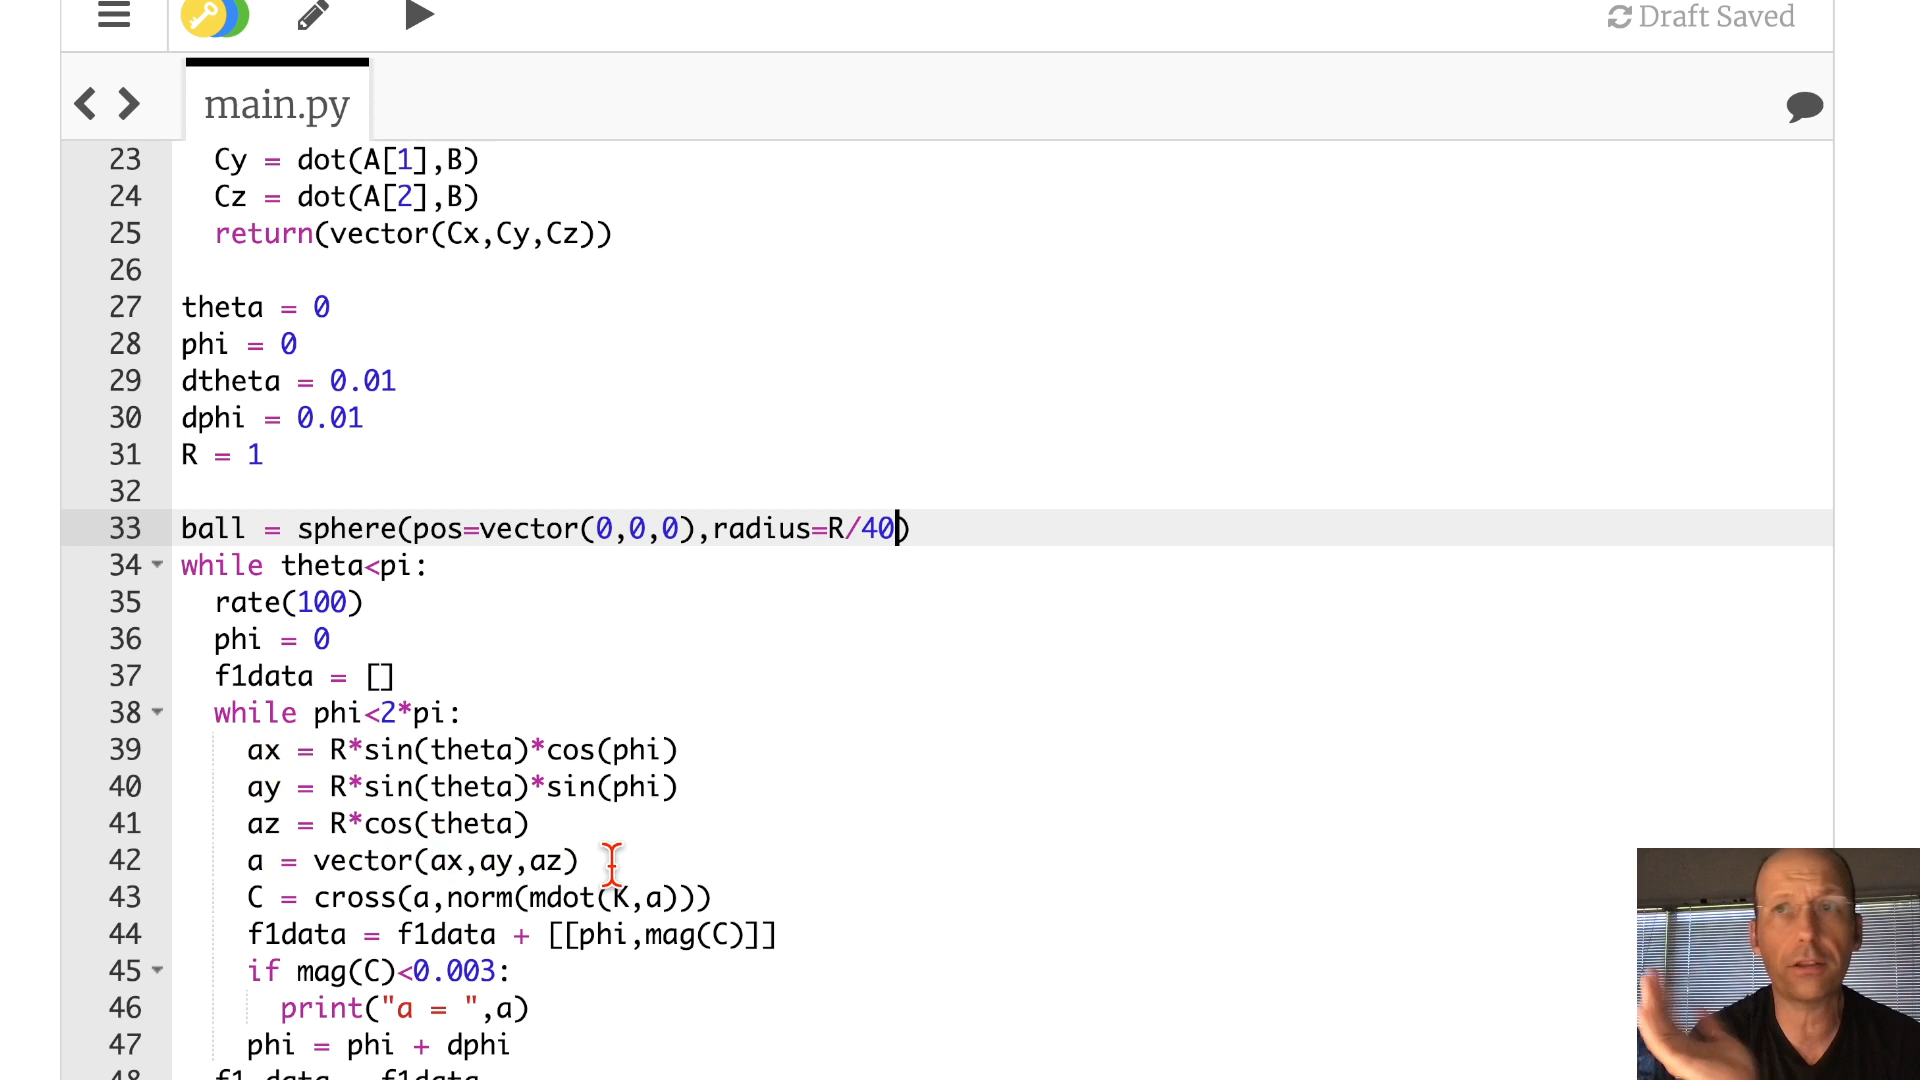 Draft Saved
main.py
23 Cy = dot(A[1],B)
24 Cz = dot(A[2],B)
25 return(vector(Cx,Cy,Cz))
26
27 theta = 0
28 phi = 0
29 dtheta = 0.01
30 dphi = 0.01
31 R = 1
32
33 ball = sphere(pos=vector(0,0,0),radius=R/40)
34 while theta<pi:
35 rate(100)
36 phi = 0
37 f1data = []
38 while phi<2*pi:
39 ax = R*sin(theta)*cos(phi)
40 ay = R*sin(theta)*sin(phi)
41 az = R*cos(theta)
42 a = vector(ax,ay,az)
43 C = cross(a,norm(mdot(K,a)))
44 f1data = f1data + [[phi,mag(C)]]
45 if mag(C)<0.003:
46 print("a = ",a)
47 phi = phi + dphi